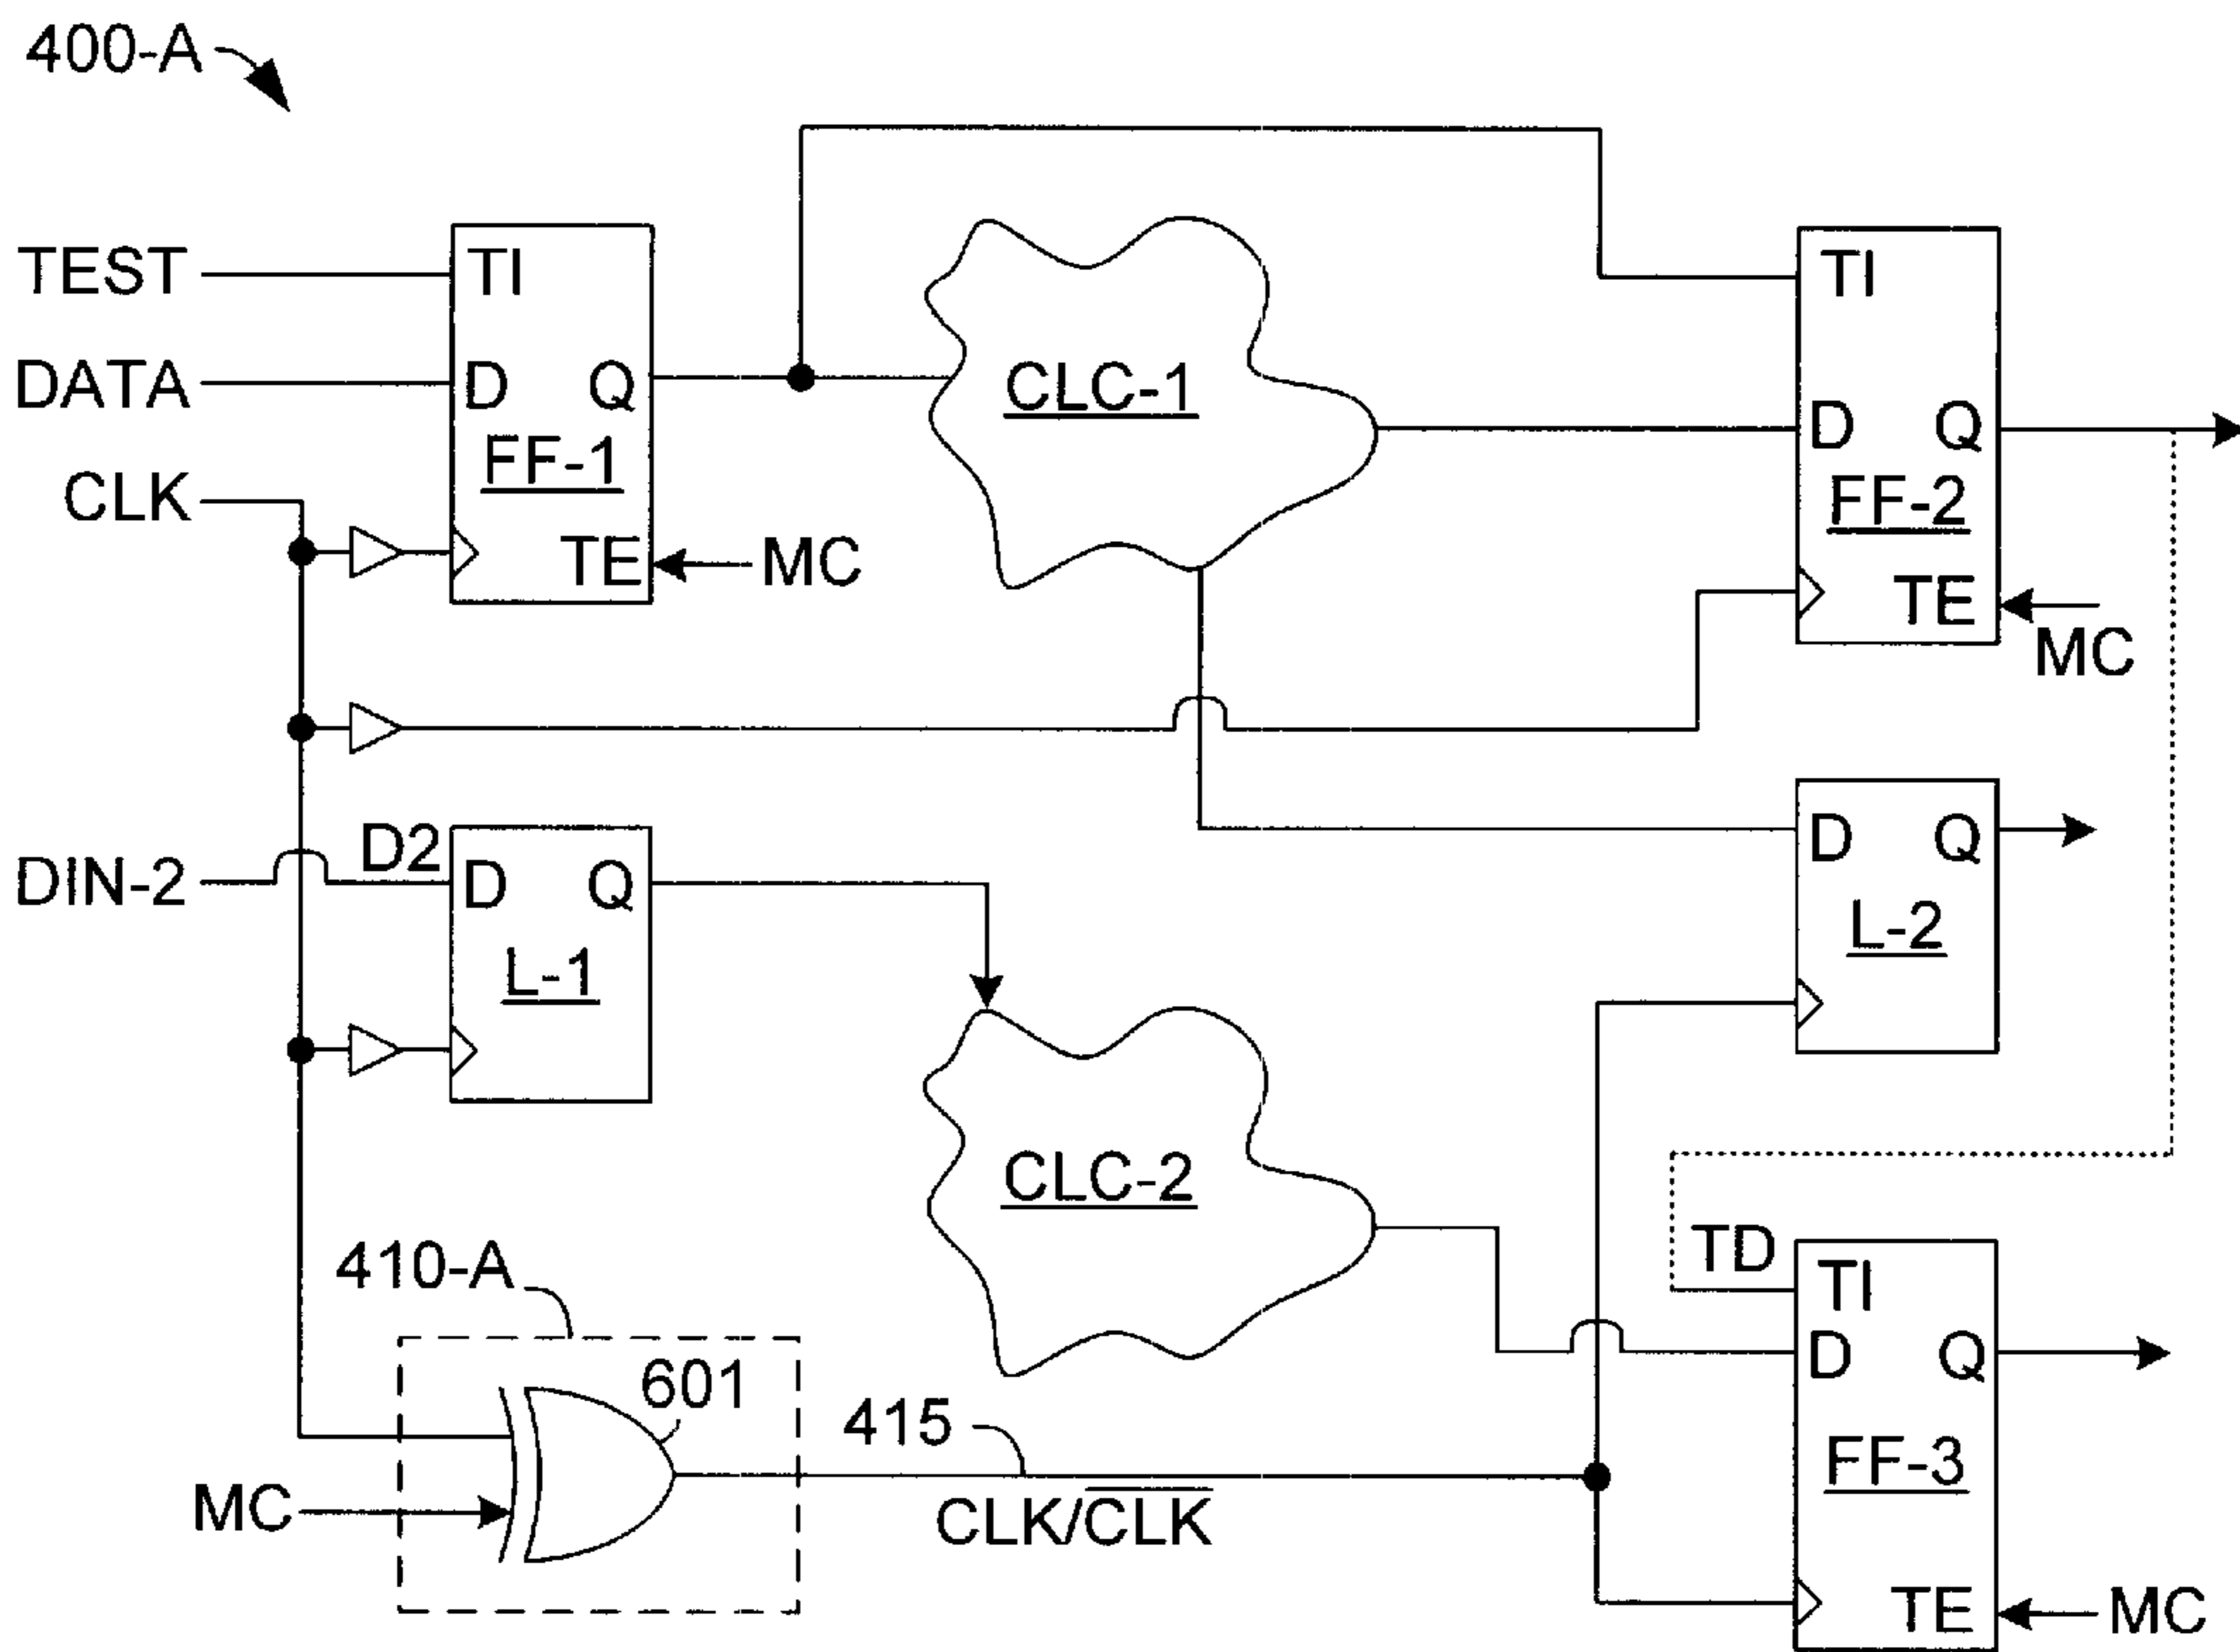 400-A
TEST
DATA
CLK
TI
D Q
FF-1
TE
MC
CLC-1
TI
D Q
FF-2
TE
MC
DIN-2
D2
D Q
L-1
D Q
L-2
CLC-2
410-A
601
MC
415
CLK/C̅L̅K̅
TD
TI
D Q
FF-3
TE
MC